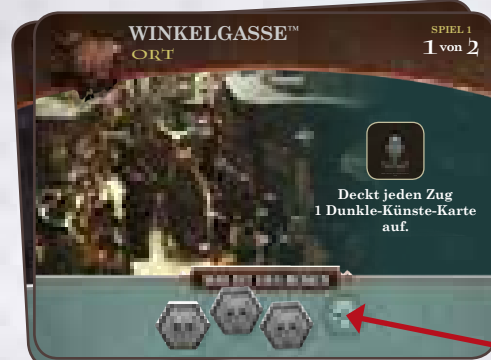 WINKELGASSE™
ORT
SPIEL 1
1 von 2
Deckt jeden Zug
1 Dunkle-Künste-Karte
auf.